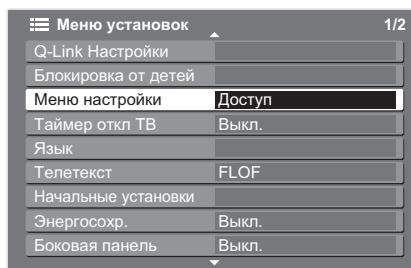 Меню установок 1/2
Q-Link Настройки
Блокировка от детей
Меню настройки Доступ
Таймер откл ТВ Выкл.
Язык
Телетекст FLOF
Начальные установки
Энергосохр. Выкл.
Боковая панель Выкл.